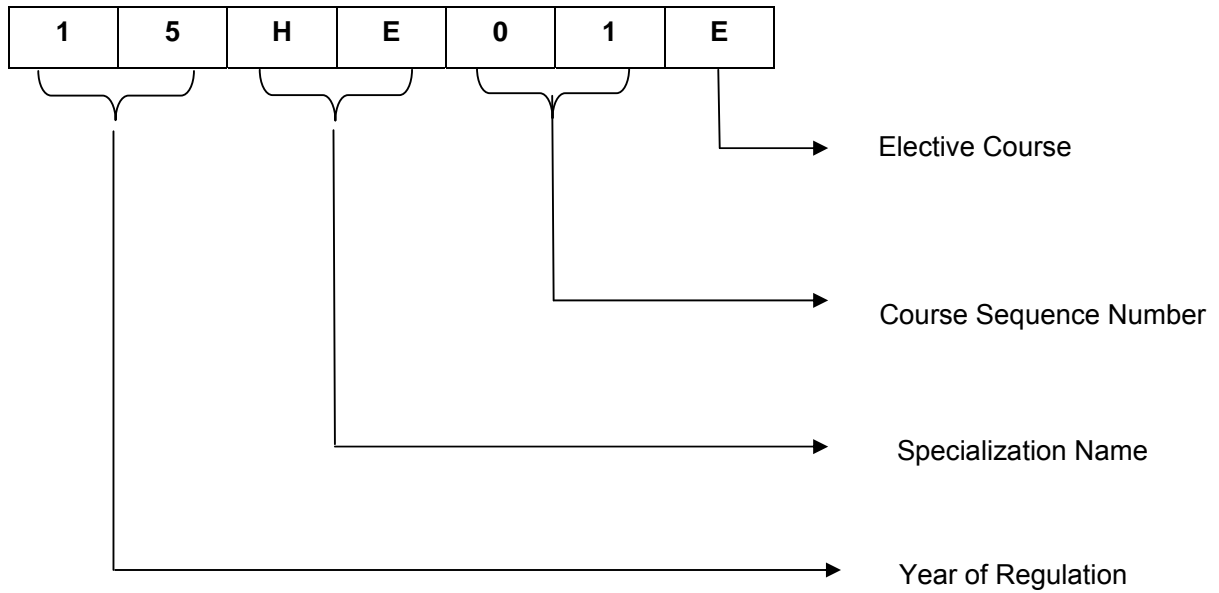 1 5 H E 0 1 E
Elective Course
Course Sequence Number
Specialization Name
Year of Regulation